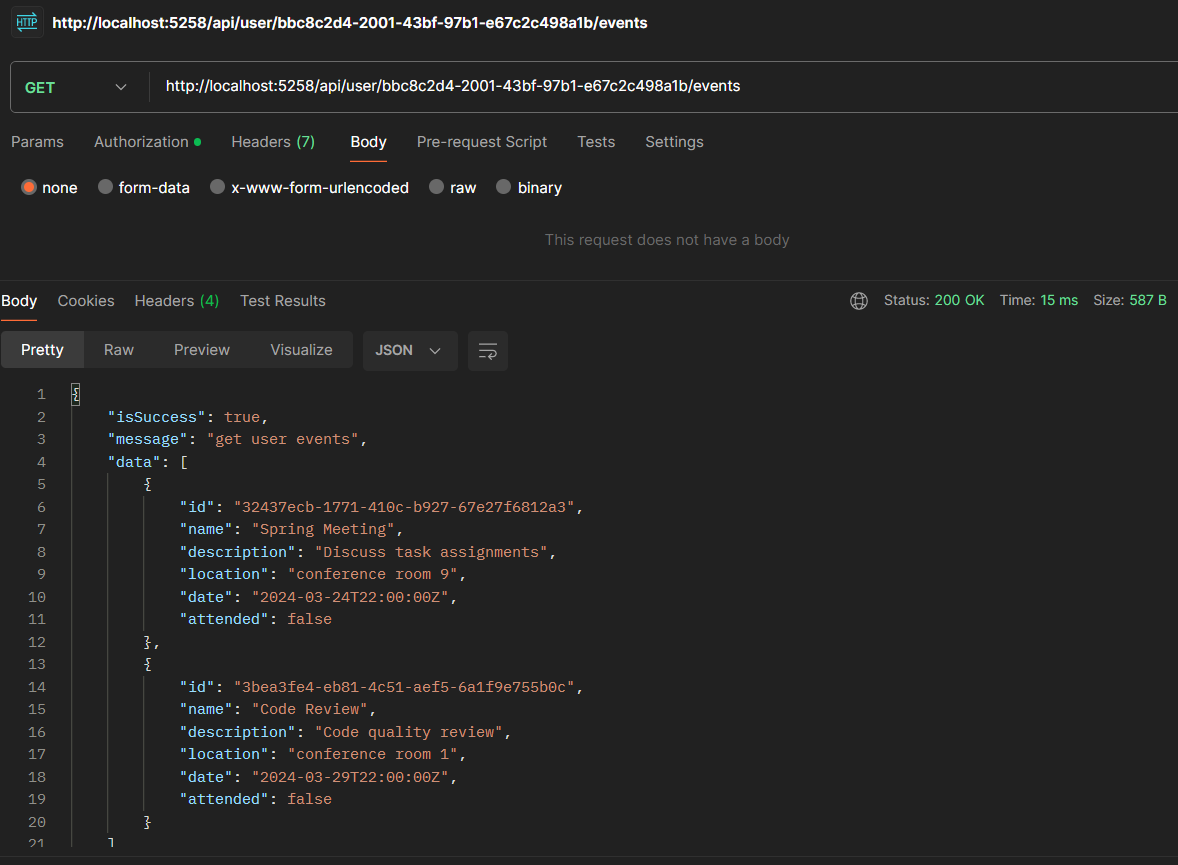 HTTP http://localhost:5258/api/user/bbc8c2d4-2001-43bf-97b1-e67c2c498a1b/events
GET http://localhost:5258/api/user/bbc8c2d4-2001-43bf-97b1-e67c2c498a1b/events
Params Authorization Headers (7) Body Pre-request Script Tests Settings
none form-data x-www-form-urlencoded raw binary
This request does not have a body
Body Cookies Headers (4) Test Results Status: 200 OK Time: 15 ms Size: 587 B
Pretty Raw Preview Visualize JSON
1 {
2 "isSuccess": true,
3 "message": "get user events",
4 "data": [
5 {
6 "id": "32437ecb-1771-410c-b927-67e27f6812a3",
7 "name": "Spring Meeting",
8 "description": "Discuss task assignments",
9 "location": "conference room 9",
10 "date": "2024-03-24T22:00:00Z",
11 "attended": false
12 },
13 {
14 "id": "3bea3fe4-eb81-4c51-aef5-6a1f9e755b0c",
15 "name": "Code Review",
16 "description": "Code quality review",
17 "location": "conference room 1",
18 "date": "2024-03-29T22:00:00Z",
19 "attended": false
20 }
21 ]